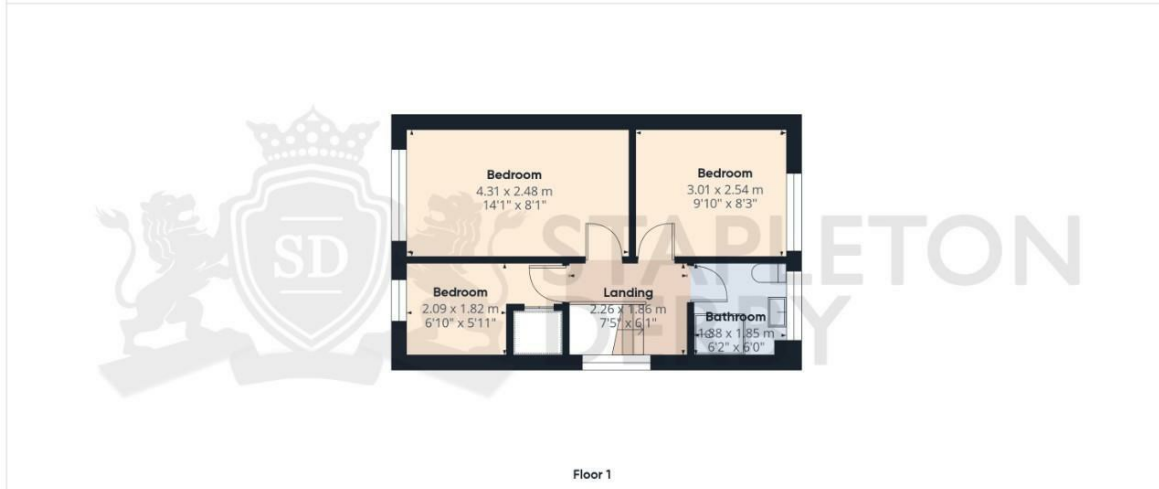 SD
STAPLETON
DERBY
Bedroom
4.31 x 2.48 m
14'1" x 8'1"
Bedroom
3.01 x 2.54 m
9'10" x 8'3"
Bedroom
2.09 x 1.82 m
6'10" x 5'11"
Landing
2.26 x 1.86 m
7'5" x 6'1"
Bathroom
1.88 x 1.85 m
6'2" x 6'0"
Floor 1